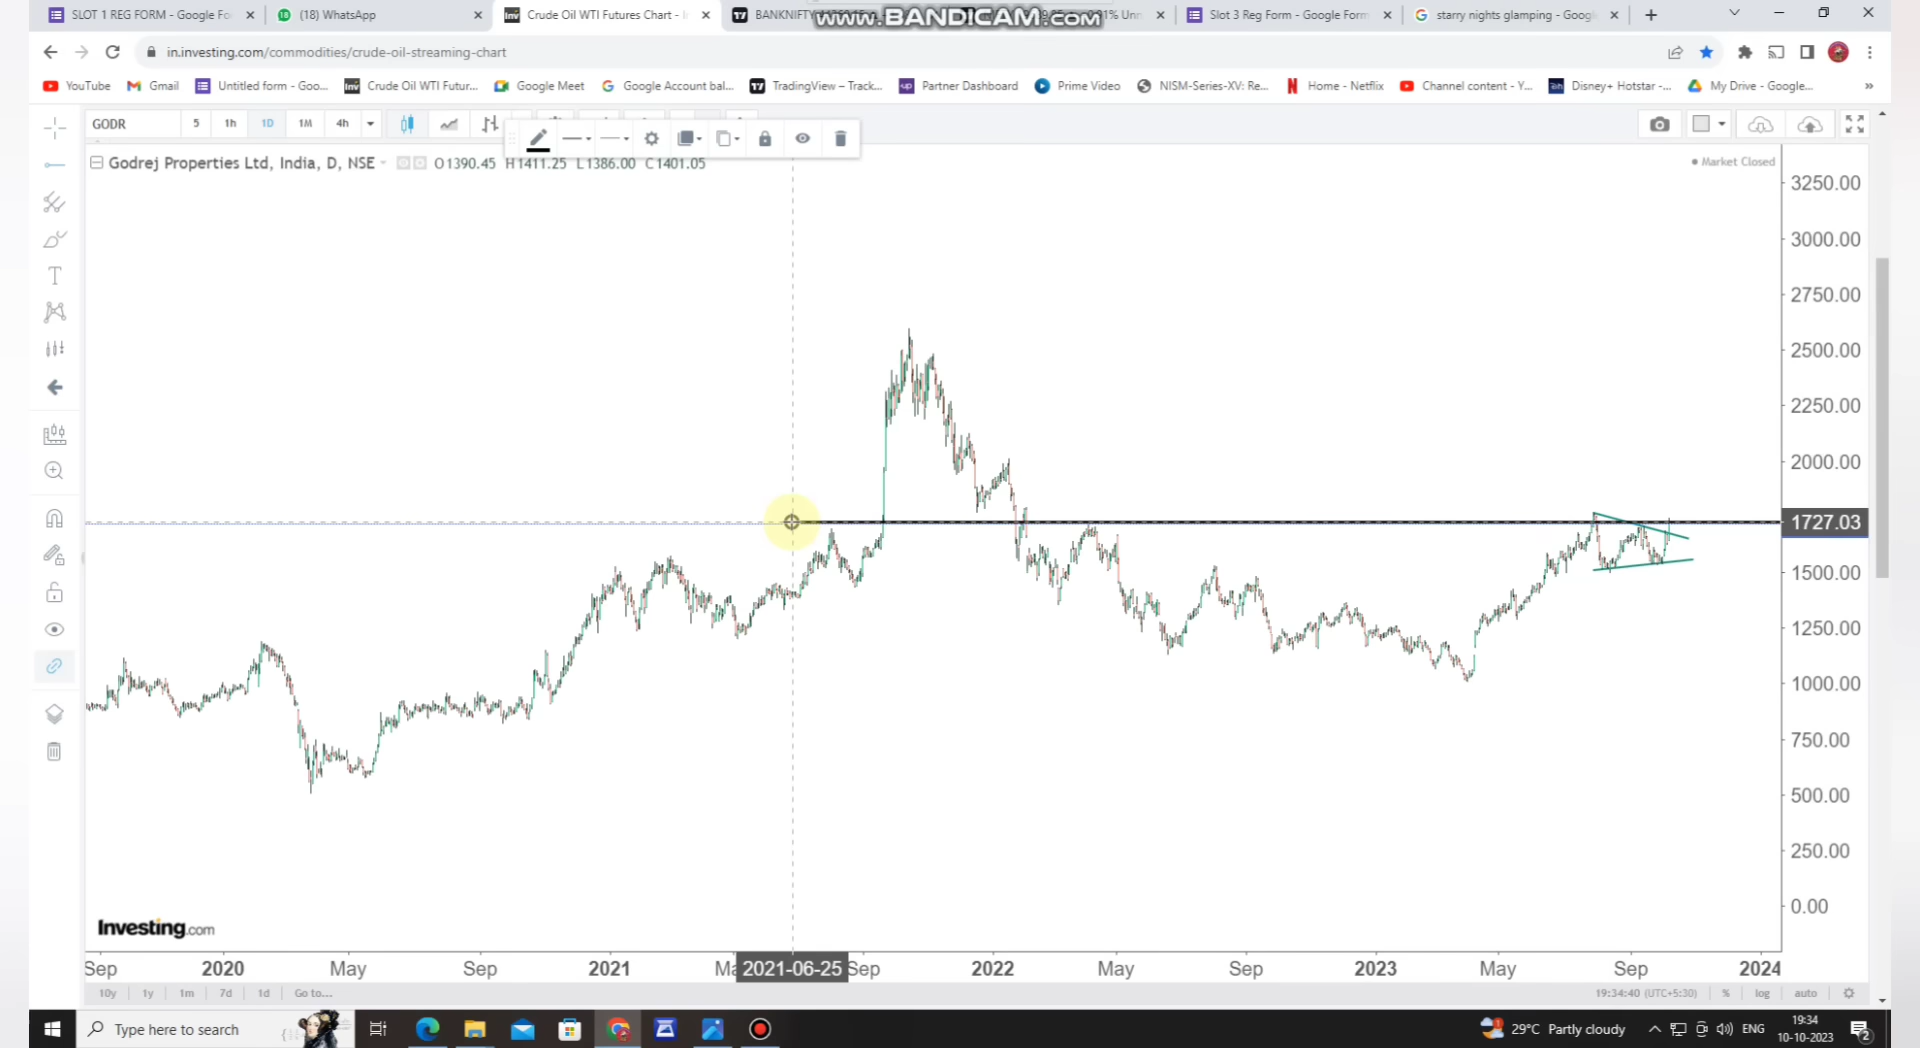 SLOT 1 REG FORM - Google Fo
(18) WhatsApp
Crude Oil WTI Futures Chart - I
BANKNIFTY
Slot 3 Reg Form - Google Form
starry nights glamping - Goog
www.BANDICAM.com
in.investing.com/commodities/crude-oil-streaming-chart
YouTube
Gmail
Untitled form - Goo...
Crude Oil WTI Futur...
Google Meet
Google Account bal...
TradingView – Track...
Partner Dashboard
Prime Video
NISM-Series-XV: Re...
Home - Netflix
Channel content - Y...
Disney+ Hotstar -...
My Drive - Google...
»
GODR 5 1h 1D 1M 4h
Godrej Properties Ltd, India, D, NSE O1390.45 H1411.25 L1386.00 C1401.05
Market Closed
3250.00
3000.00
2750.00
2500.00
2250.00
2000.00
1727.03
1500.00
1250.00
1000.00
750.00
500.00
250.00
0.00
Investing.com
Sep 2020 May Sep 2021 Ma 2021-06-25 Sep 2022 May Sep 2023 May Sep 2024
10y 1y 1m 7d 1d Go to... 19:34:40 (UTC+5:30) % log auto
Type here to search
29°C Partly cloudy
ENG
19:34
10-10-2023
2